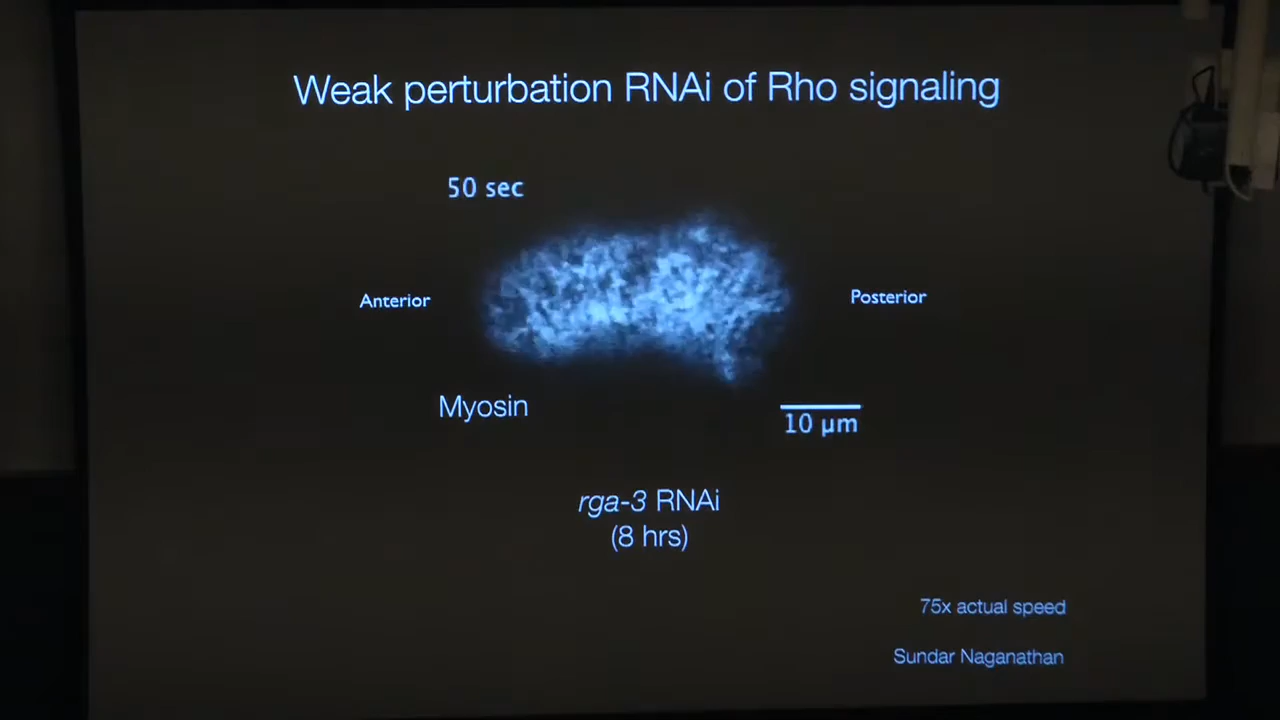 Weak perturbation RNAi of Rho signaling
50 sec
Anterior
Posterior
Myosin
10 µm
rga-3 RNAi
(8 hrs)
75x actual speed
Sundar Naganathan